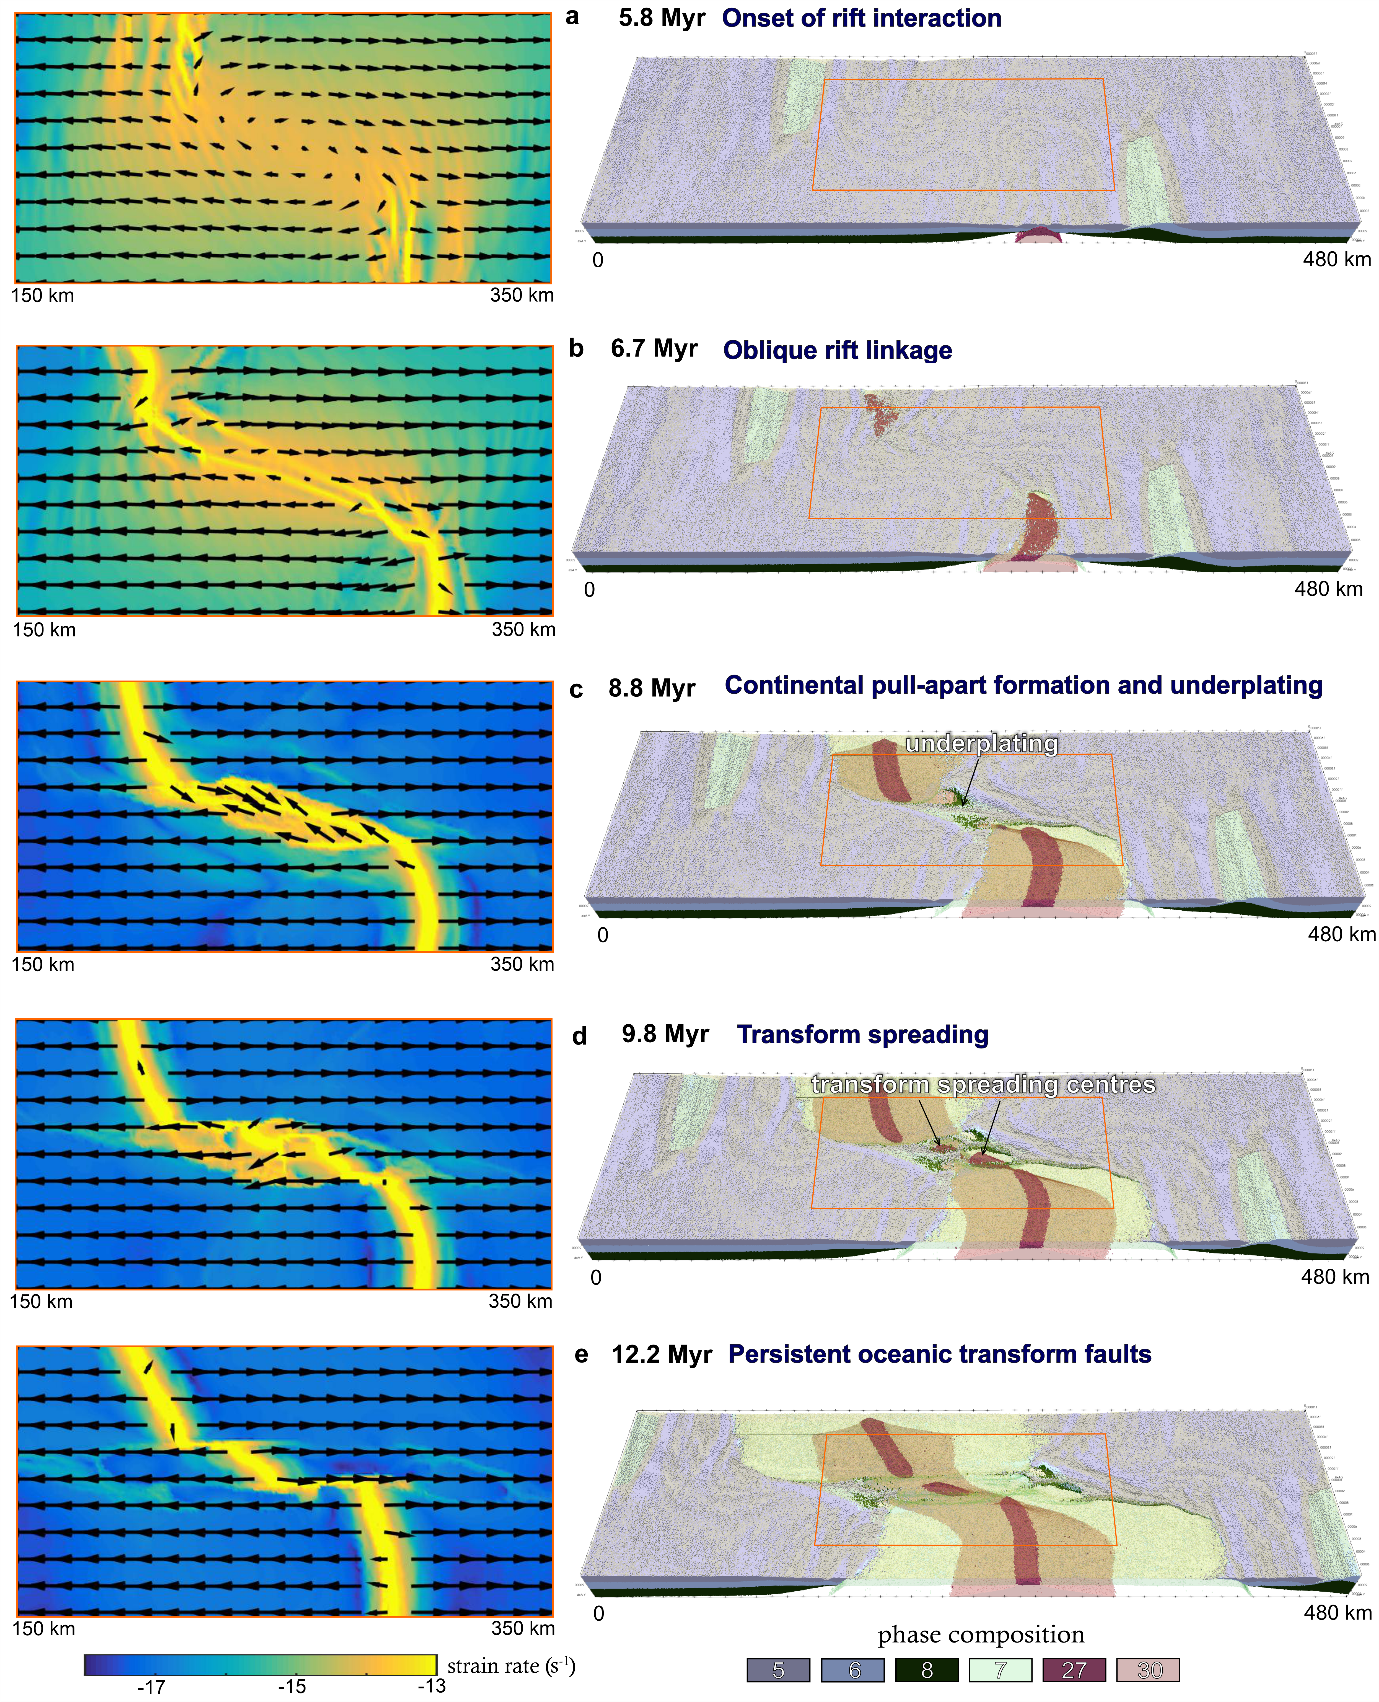 a 5.8 Myr Onset of rift interaction
150 km 350 km
0 480 km
b 6.7 Myr Oblique rift linkage
150 km 350 km
0 480 km
c 8.8 Myr Continental pull-apart formation and underplating
underplating
150 km 350 km
0 480 km
d 9.8 Myr Transform spreading
transform spreading centres
150 km 350 km
0 480 km
e 12.2 Myr Persistent oceanic transform faults
150 km 350 km
0 480 km
strain rate (s⁻¹)
-17 -15 -13
phase composition
5 6 8 7 27 30